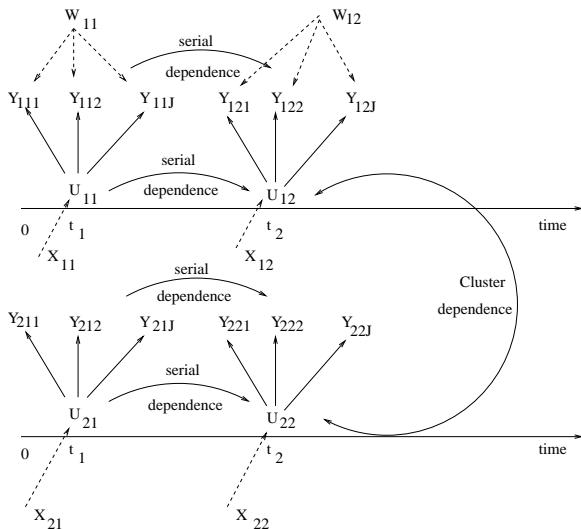 W11 W12
serial
dependence
Y111 Y112 Y11J Y121 Y122 Y12J
serial
dependence
U11 U12
0 t1 t2 time
X11 X12
Cluster
dependence
serial
dependence
Y211 Y212 Y21J Y221 Y222 Y22J
serial
dependence
U21 U22
0 t1 t2 time
X21 X22